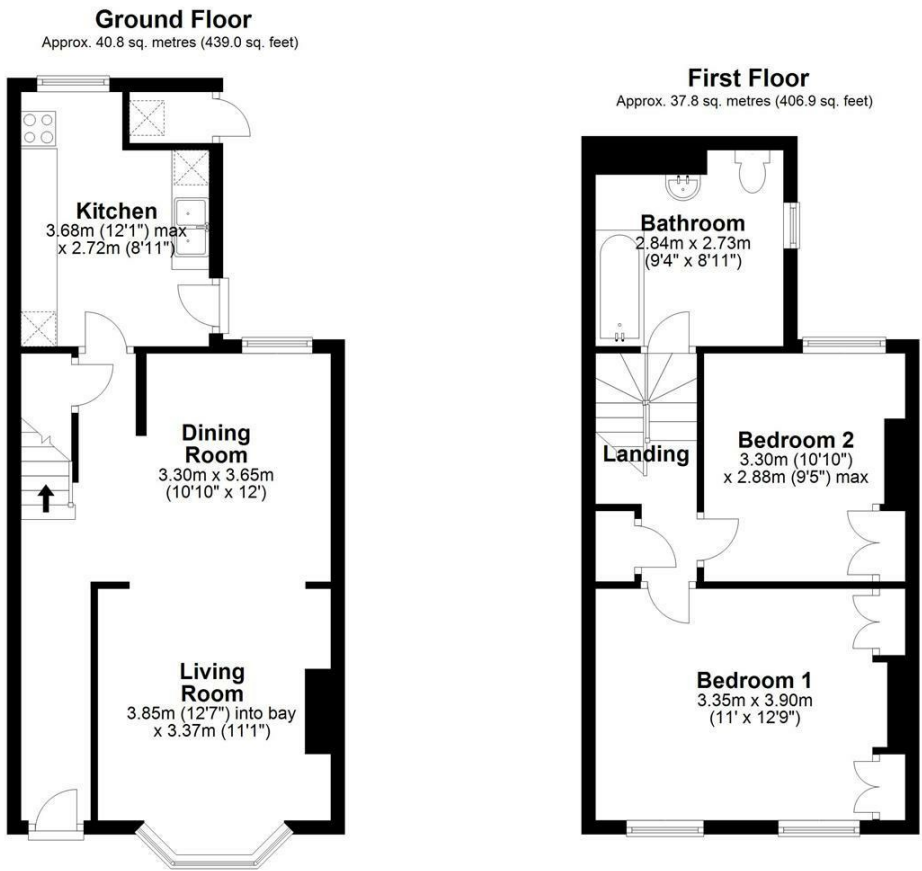 Ground Floor
Approx. 40.8 sq. metres (439.0 sq. feet)
Kitchen
3.68m (12'1") max
x 2.72m (8'11")
Dining
Room
3.30m x 3.65m
(10'10" x 12')
Living
Room
3.85m (12'7") into bay
x 3.37m (11'1")
First Floor
Approx. 37.8 sq. metres (406.9 sq. feet)
Bathroom
2.84m x 2.73m
(9'4" x 8'11")
Landing
Bedroom 2
3.30m (10'10")
x 2.88m (9'5") max
Bedroom 1
3.35m x 3.90m
(11' x 12'9")